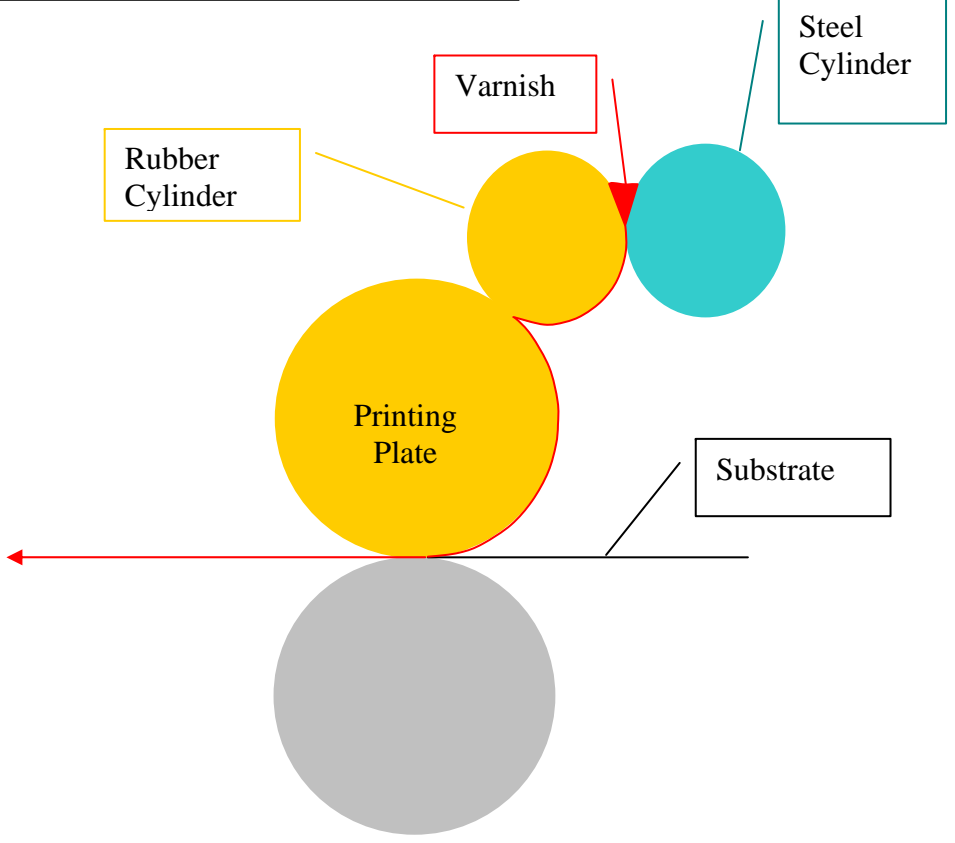 Steel
Cylinder
Varnish
Rubber
Cylinder
Printing
Plate
Substrate